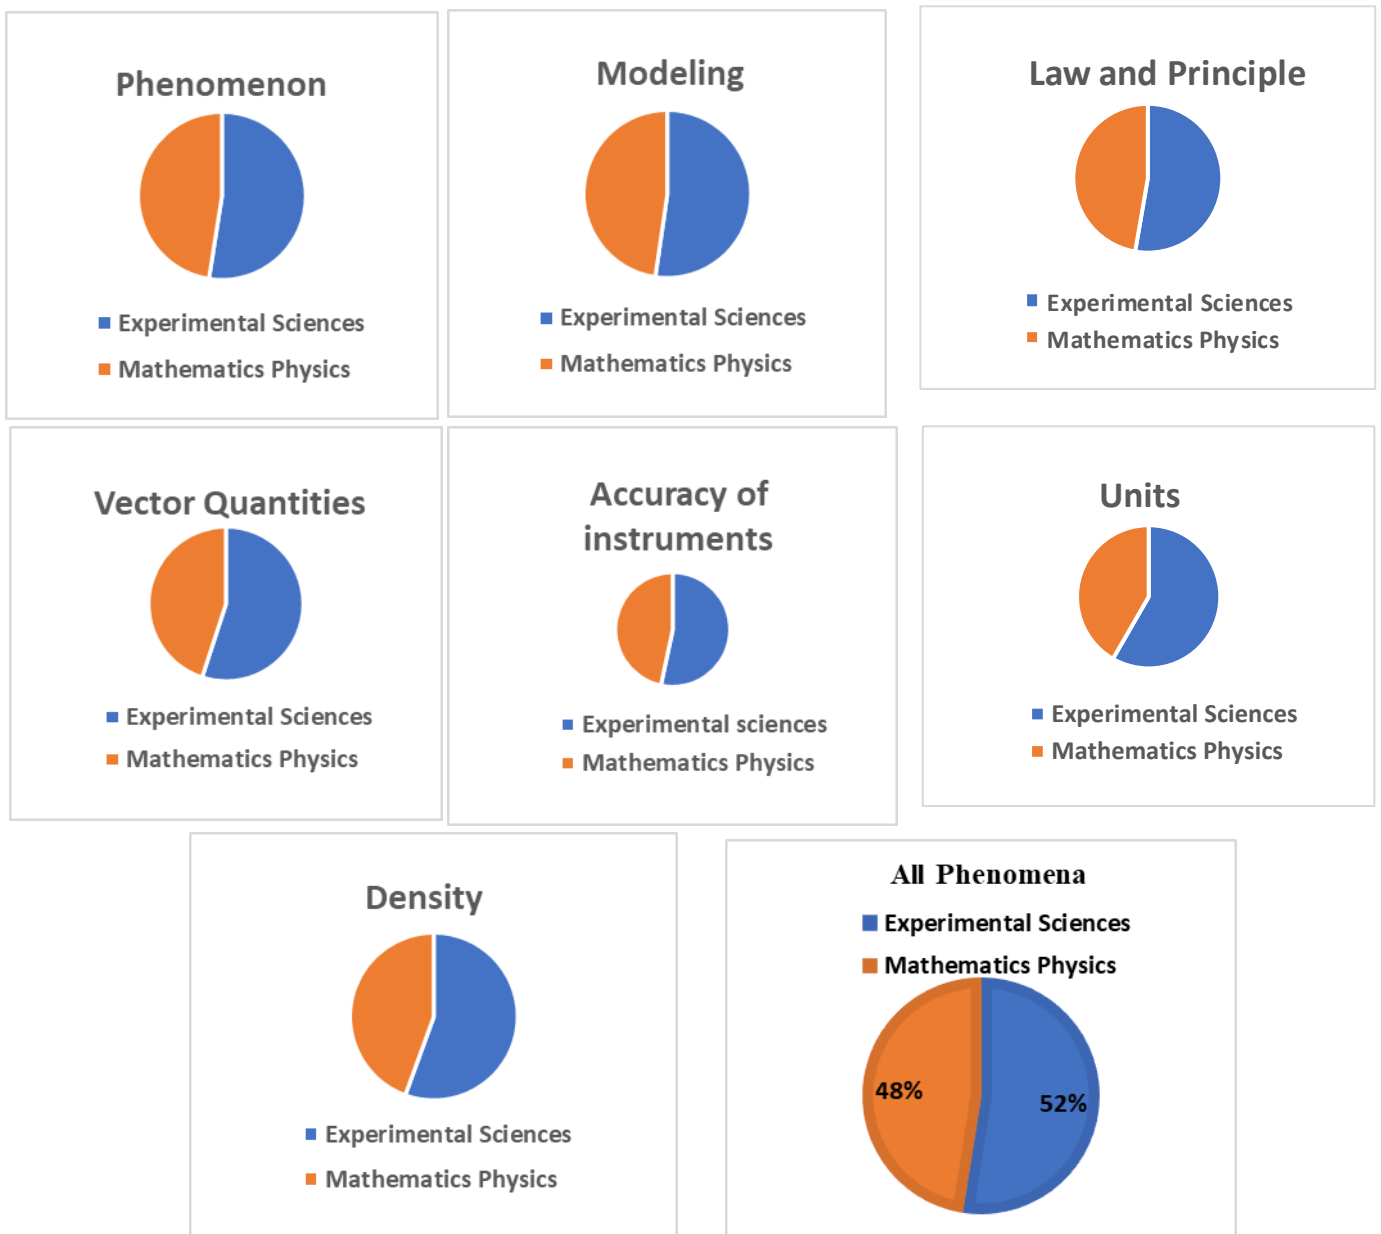 Phenomenon
Experimental Sciences
Mathematics Physics
Modeling
Experimental Sciences
Mathematics Physics
Law and Principle
Experimental Sciences
Mathematics Physics
Vector Quantities
Experimental Sciences
Mathematics Physics
Accuracy of
instruments
Experimental sciences
Mathematics Physics
Units
Experimental Sciences
Mathematics Physics
Density
Experimental Sciences
Mathematics Physics
All Phenomena
Experimental Sciences
Mathematics Physics
48%
52%